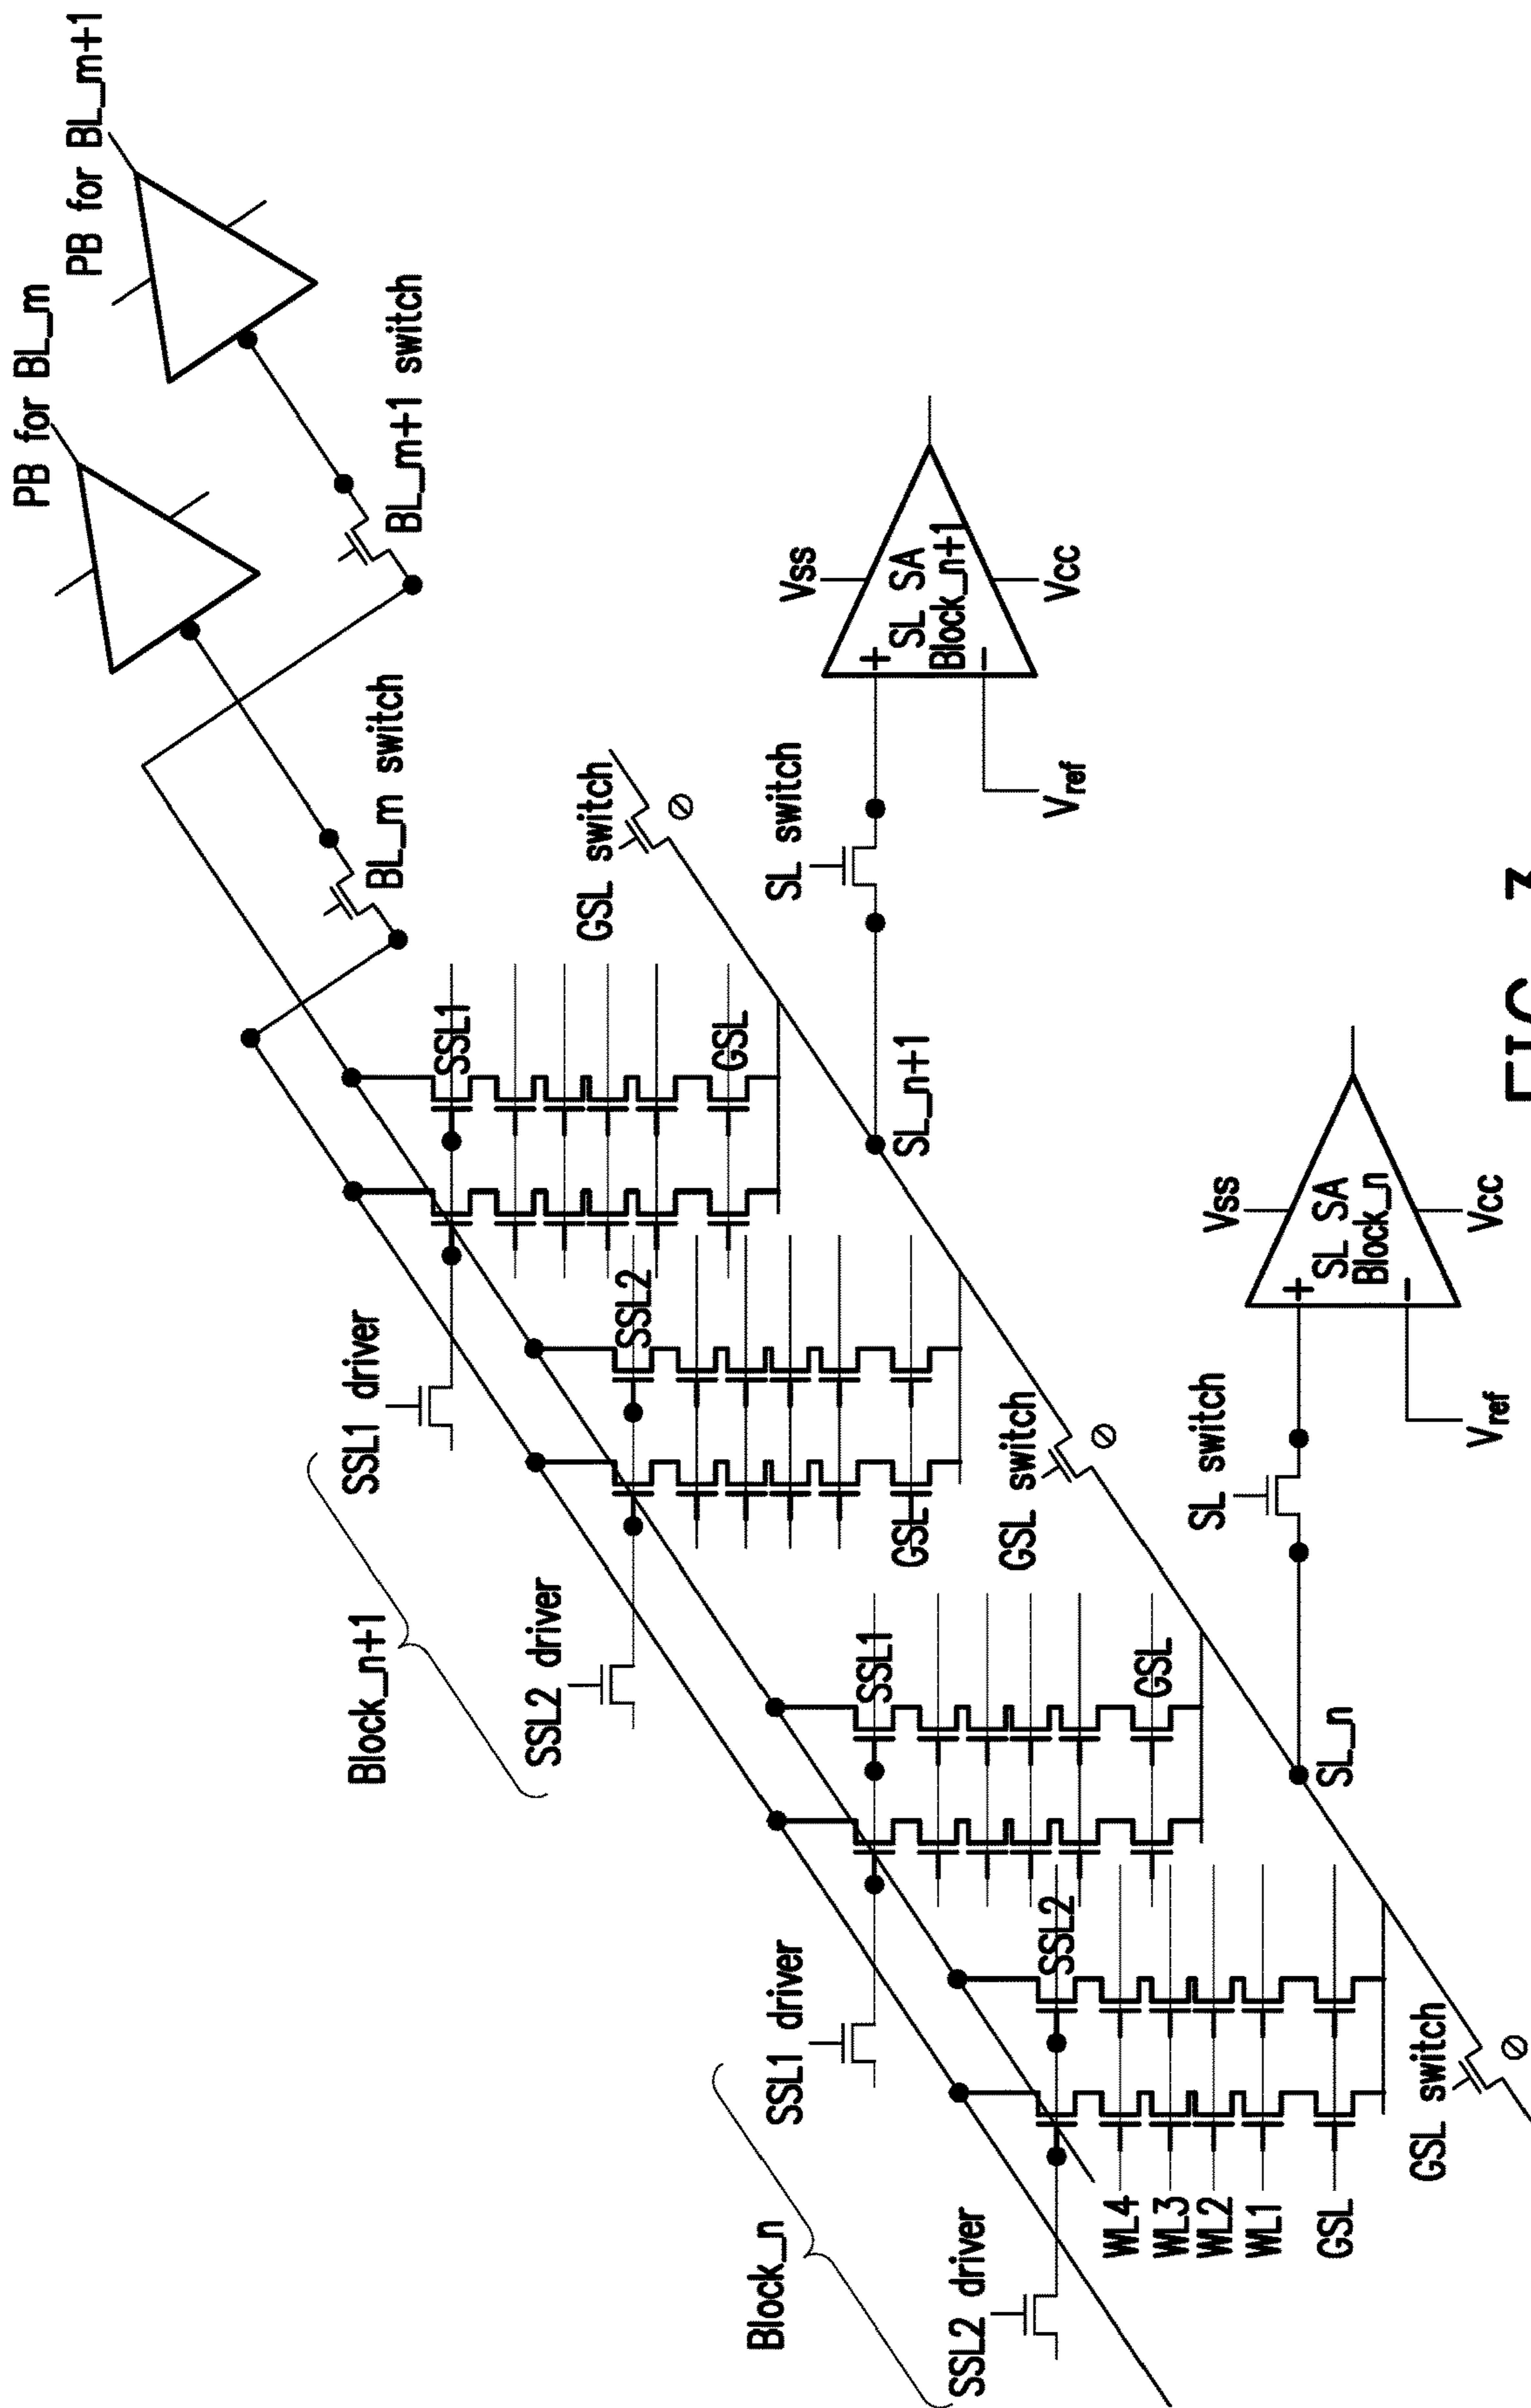 PB for BL_m
PB for BL_m+1
BL_m switch
BL_m+1 switch
Block_n+1
SSL1 driver
SSL1
GSL
GSL switch
SSL2 driver
SSL2
GSL
SL_n+1
SL switch
Vss
+ SL SA
Block_n+1
−
Vcc
Vref
Block_n
SSL1 driver
SSL1
GSL
GSL switch
SSL2 driver
SSL2
WL4
WL3
WL2
WL1
GSL
GSL switch
SL_n
SL switch
Vss
+ SL SA
Block_n
−
Vcc
Vref
FIG. 3